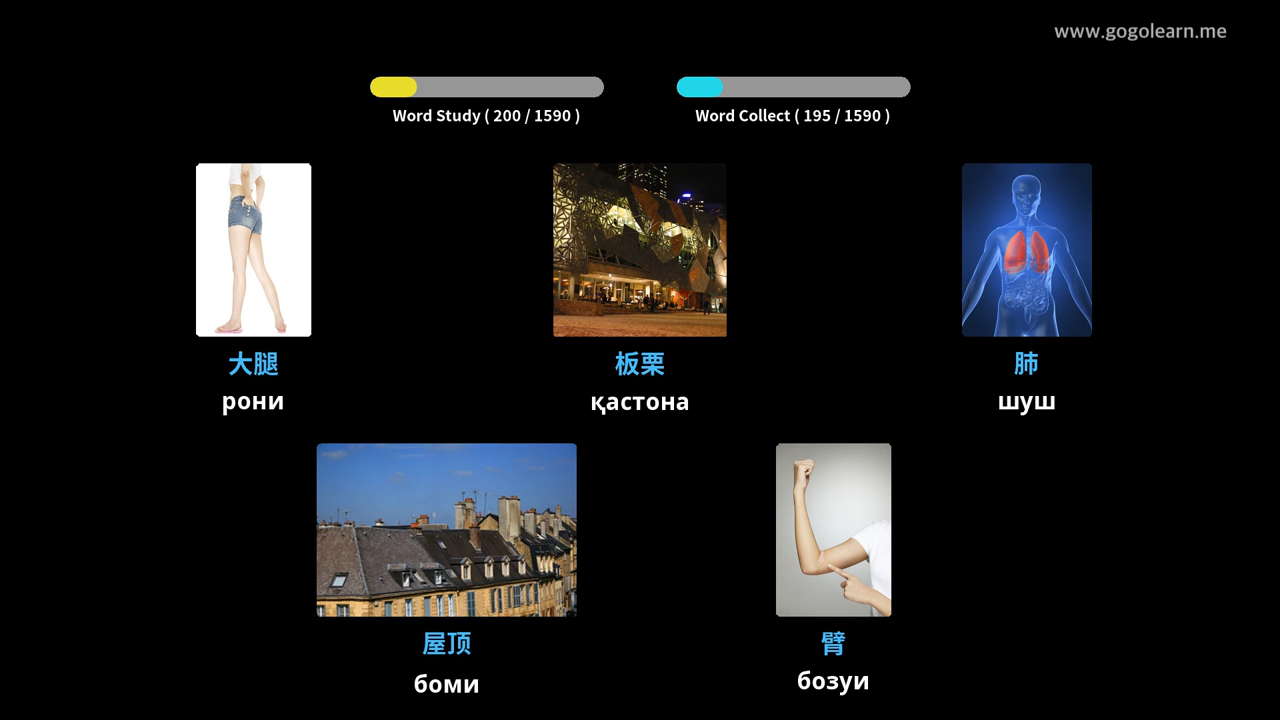 www.gogolearn.me
Word Study ( 200 / 1590 )
Word Collect ( 195 / 1590 )
大腿
рони
板栗
қастона
肺
шуш
屋顶
боми
臂
бозуи